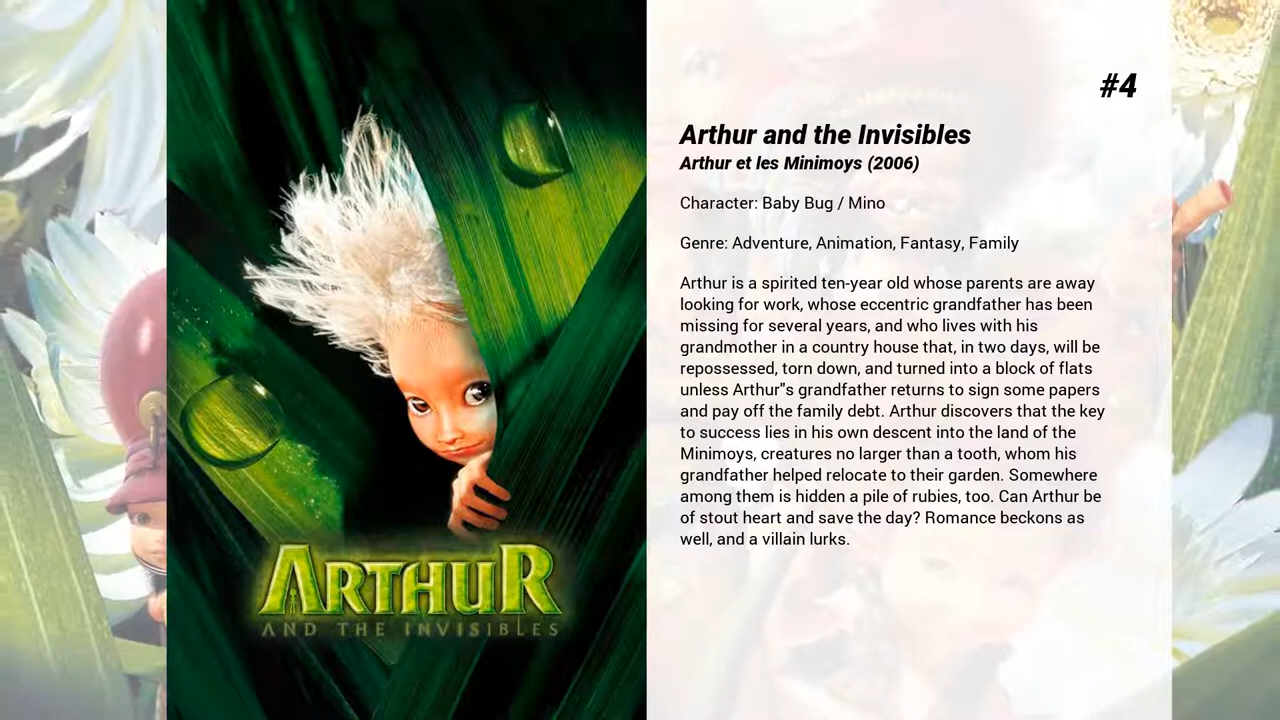 ARTHUR
AND THE INVISIBLES
#4
Arthur and the Invisibles
Arthur et les Minimoys (2006)
Character: Baby Bug / Mino
Genre: Adventure, Animation, Fantasy, Family
Arthur is a spirited ten-year old whose parents are away
looking for work, whose eccentric grandfather has been
missing for several years, and who lives with his
grandmother in a country house that, in two days, will be
repossessed, torn down, and turned into a block of flats
unless Arthur"s grandfather returns to sign some papers
and pay off the family debt. Arthur discovers that the key
to success lies in his own descent into the land of the
Minimoys, creatures no larger than a tooth, whom his
grandfather helped relocate to their garden. Somewhere
among them is hidden a pile of rubies, too. Can Arthur be
of stout heart and save the day? Romance beckons as
well, and a villain lurks.